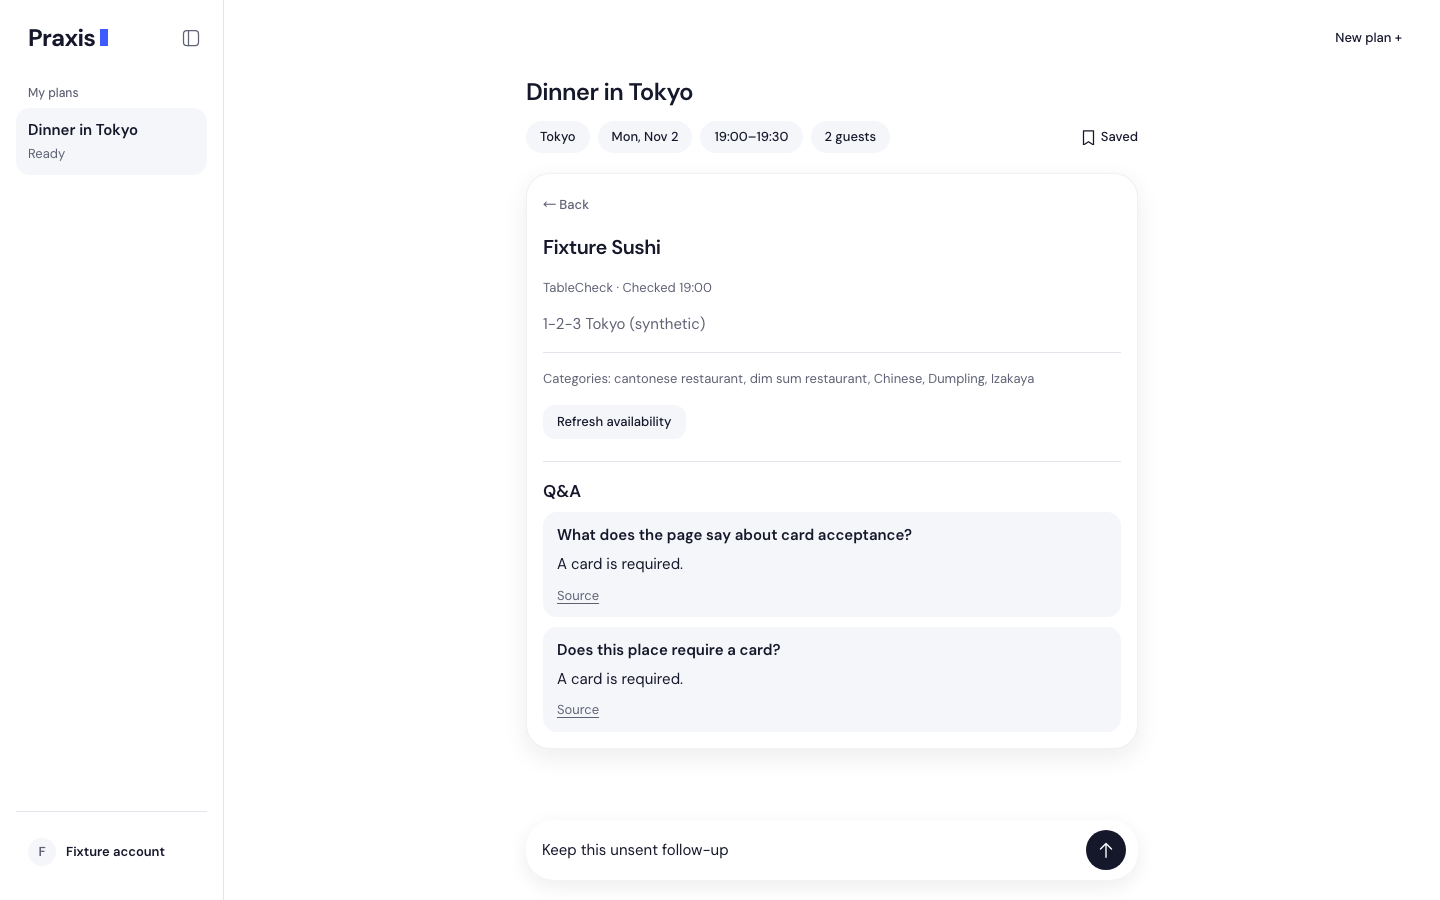 Praxis
New plan +
My plans
Dinner in Tokyo
Ready
Dinner in Tokyo
Tokyo
Mon, Nov 2
19:00–19:30
2 guests
Saved
← Back
Fixture Sushi
TableCheck · Checked 19:00
1-2-3 Tokyo (synthetic)
Categories: cantonese restaurant, dim sum restaurant, Chinese, Dumpling, Izakaya
Refresh availability
Q&A
What does the page say about card acceptance?
A card is required.
Source
Does this place require a card?
A card is required.
Source
Keep this unsent follow-up
F
Fixture account